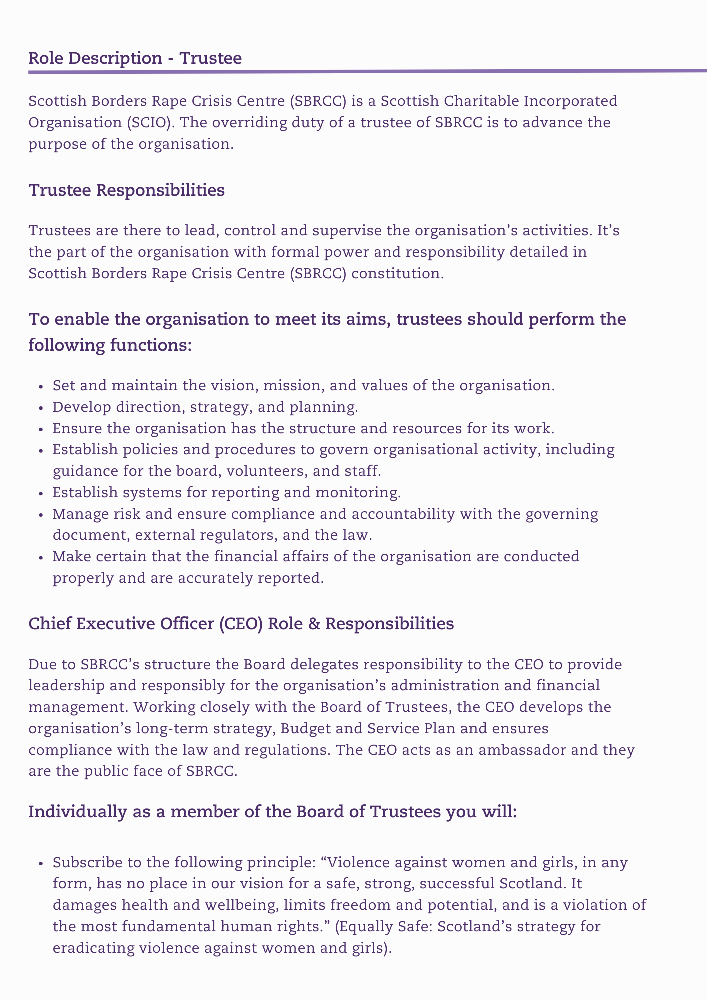 Role Description - Trustee
Scottish Borders Rape Crisis Centre (SBRCC) is a Scottish Charitable Incorporated
Organisation (SCIO). The overriding duty of a trustee of SBRCC is to advance the
purpose of the organisation.
Trustee Responsibilities
Trustees are there to lead, control and supervise the organisation’s activities. It’s
the part of the organisation with formal power and responsibility detailed in
Scottish Borders Rape Crisis Centre (SBRCC) constitution.
To enable the organisation to meet its aims, trustees should perform the
following functions:
• Set and maintain the vision, mission, and values of the organisation.
• Develop direction, strategy, and planning.
• Ensure the organisation has the structure and resources for its work.
• Establish policies and procedures to govern organisational activity, including
guidance for the board, volunteers, and staff.
• Establish systems for reporting and monitoring.
• Manage risk and ensure compliance and accountability with the governing
document, external regulators, and the law.
• Make certain that the financial affairs of the organisation are conducted
properly and are accurately reported.
Chief Executive Officer (CEO) Role & Responsibilities
Due to SBRCC’s structure the Board delegates responsibility to the CEO to provide
leadership and responsibly for the organisation’s administration and financial
management. Working closely with the Board of Trustees, the CEO develops the
organisation’s long-term strategy, Budget and Service Plan and ensures
compliance with the law and regulations. The CEO acts as an ambassador and they
are the public face of SBRCC.
Individually as a member of the Board of Trustees you will:
• Subscribe to the following principle: “Violence against women and girls, in any
form, has no place in our vision for a safe, strong, successful Scotland. It
damages health and wellbeing, limits freedom and potential, and is a violation of
the most fundamental human rights.” (Equally Safe: Scotland’s strategy for
eradicating violence against women and girls).